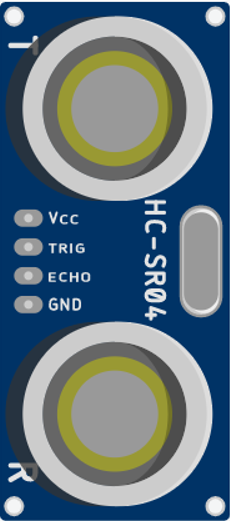 T
HC-SR04
Vcc
TRIG
ECHO
GND
R